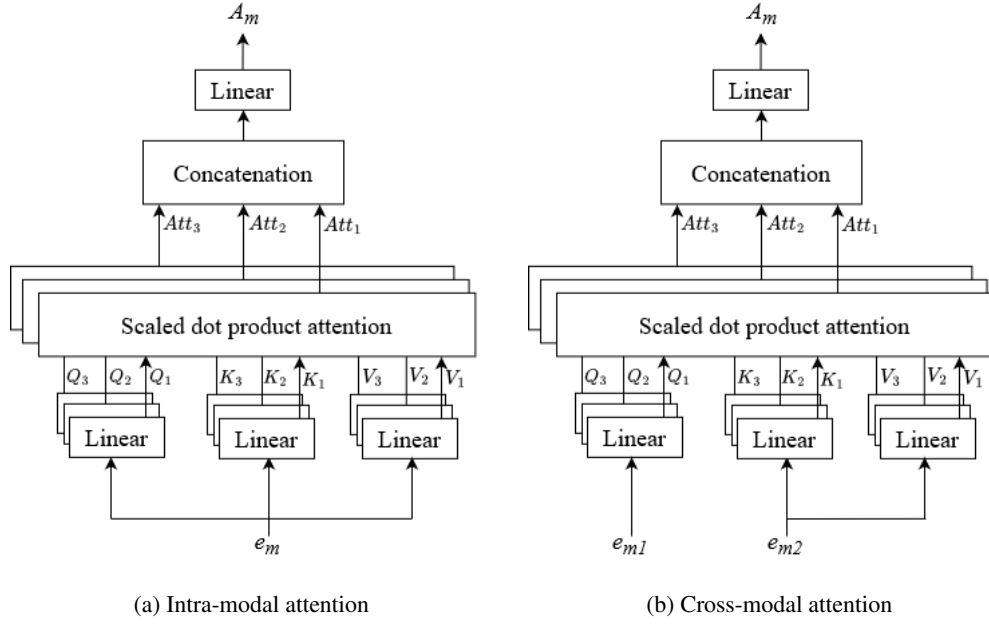 A_m
Linear
Concatenation
Att_3 Att_2 Att_1
Scaled dot product attention
Q_3 Q_2 Q_1 K_3 K_2 K_1 V_3 V_2 V_1
Linear Linear Linear
e_m
(a) Intra-modal attention
A_m
Linear
Concatenation
Att_3 Att_2 Att_1
Scaled dot product attention
Q_3 Q_2 Q_1 K_3 K_2 K_1 V_3 V_2 V_1
Linear Linear Linear
e_m1 e_m2
(b) Cross-modal attention